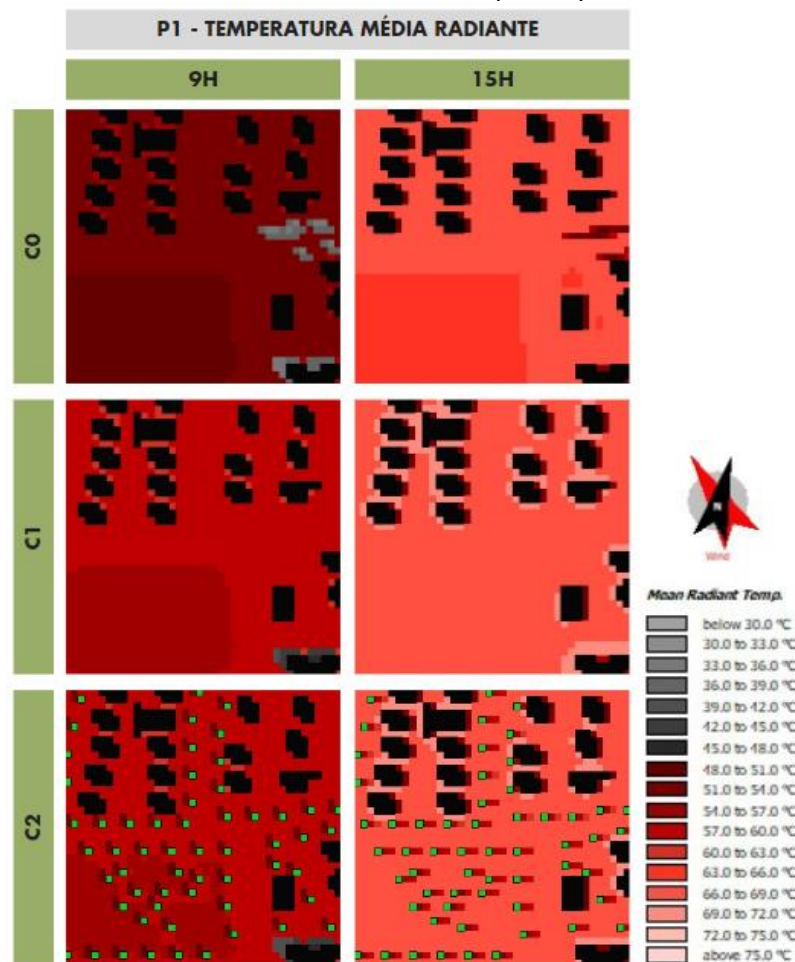 P1 - TEMPERATURA MÉDIA RADIANTE
9H
15H
C0
C1
C2
N
Wind
Mean Radiant Temp.
below 30.0 °C
30.0 to 33.0 °C
33.0 to 36.0 °C
36.0 to 39.0 °C
39.0 to 42.0 °C
42.0 to 45.0 °C
45.0 to 48.0 °C
48.0 to 51.0 °C
51.0 to 54.0 °C
54.0 to 57.0 °C
57.0 to 60.0 °C
60.0 to 63.0 °C
63.0 to 66.0 °C
66.0 to 69.0 °C
69.0 to 72.0 °C
72.0 to 75.0 °C
above 75.0 °C